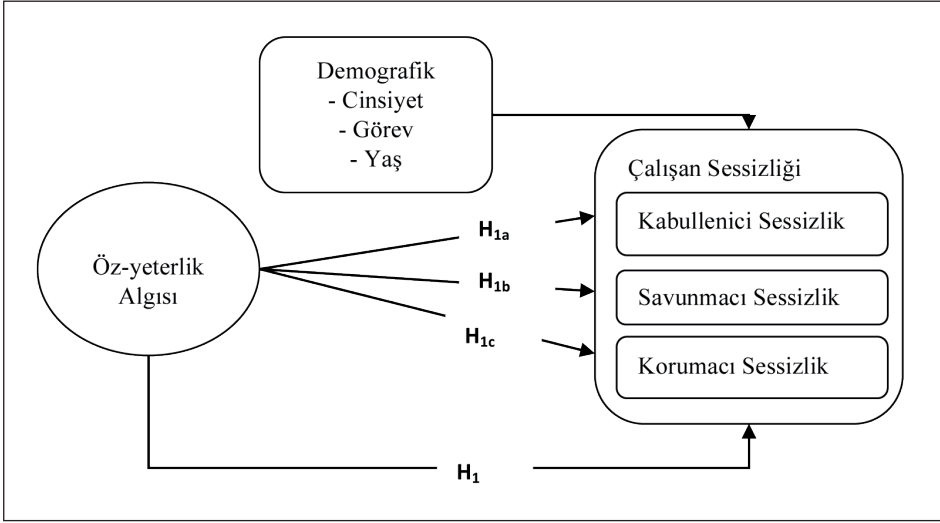 Demografik
- Cinsiyet
- Görev
- Yaş
Çalışan Sessizliği
Kabullenici Sessizlik
Savunmacı Sessizlik
Korumacı Sessizlik
Öz-yeterlik
Algısı
H1a
H1b
H1c
H1